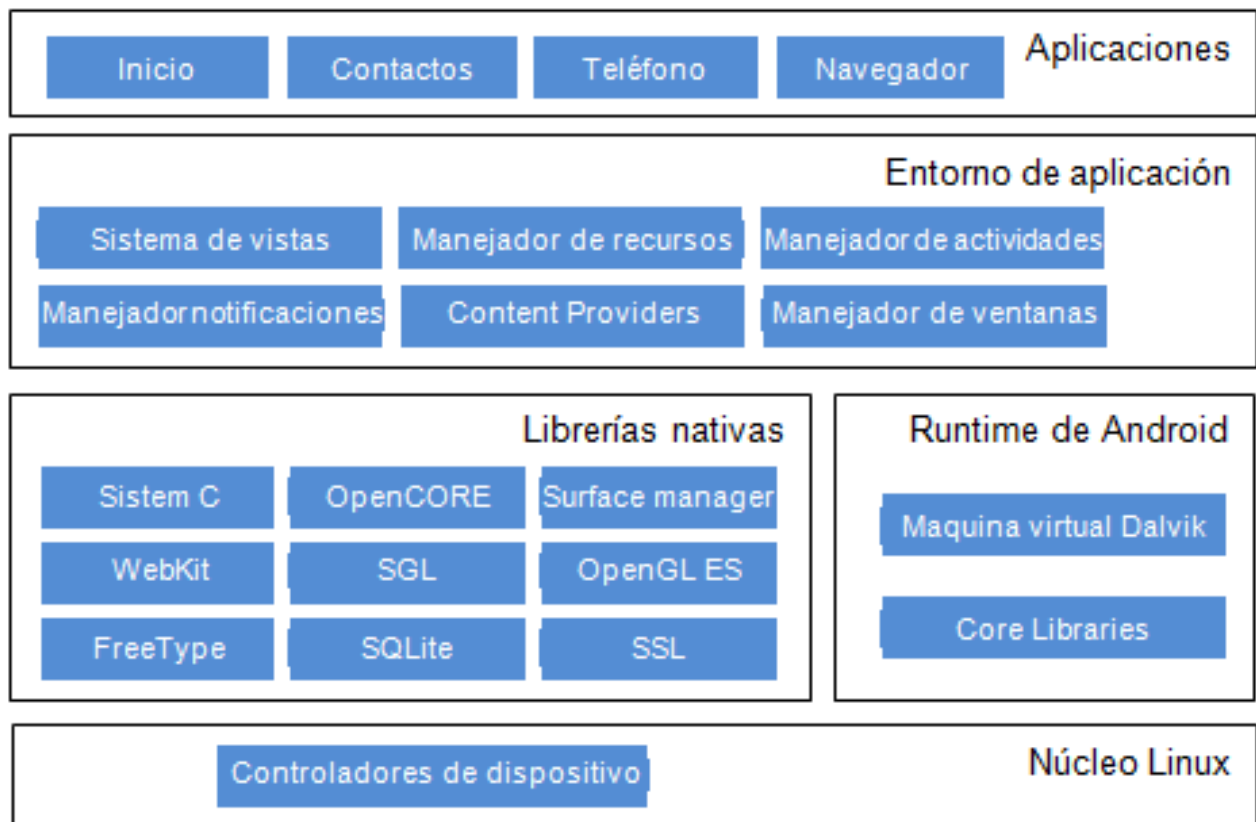 Aplicaciones
Inicio
Contactos
Teléfono
Navegador
Entorno de aplicación
Sistema de vistas
Manejador de recursos
Manejador de actividades
Manejador notificaciones
Content Providers
Manejador de ventanas
Librerías nativas
Sistem C
OpenCORE
Surface manager
WebKit
SGL
OpenGL ES
FreeType
SQLite
SSL
Runtime de Android
Maquina virtual Dalvik
Core Libraries
Núcleo Linux
Controladores de dispositivo